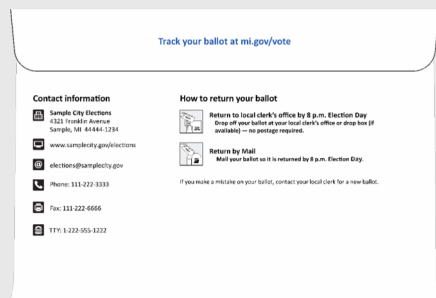 Track your ballot at mi.gov/vote
Contact information
Sample City Elections
4321 Franklin Avenue
Sample, MI 44444-1234
www.samplecity.gov/elections
elections@samplecity.gov
Phone: 111-222-3333
Fax: 111-222-6666
TTY: 1-222-555-1222
How to return your ballot
Return to local clerk's office by 8 p.m. Election Day
Drop off your ballot at your local clerk's office or drop box (if
available) — no postage required.
Return by Mail
Mail your ballot so it is returned by 8 p.m. Election Day.
If you make a mistake on your ballot, contact your local clerk for a new ballot.